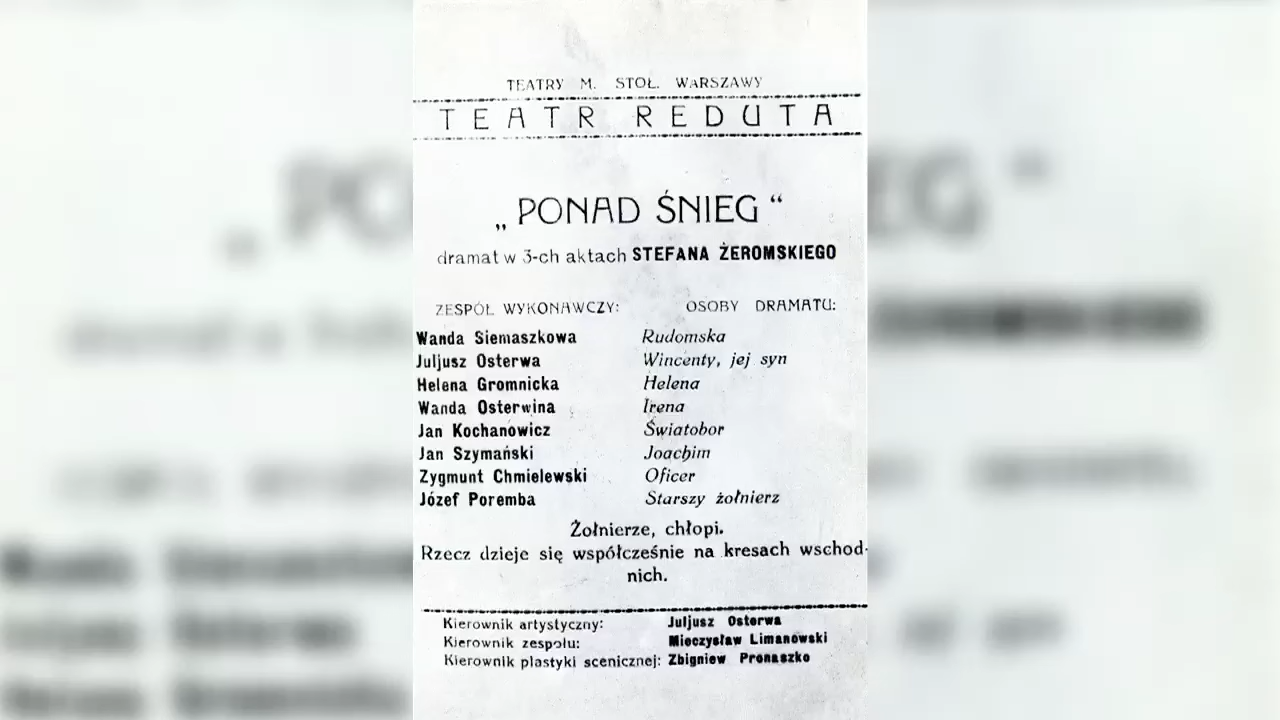 TEATRY M. STOŁ. WARSZAWY
TEATR REDUTA
„PONAD ŚNIEG“
dramat w 3-ch aktach STEFANA ŻEROMSKIEGO
ZESPÓŁ WYKONAWCZY: OSOBY DRAMATU:
Wanda Siemaszkowa Rudomska
Juljusz Osterwa Wincenty, jej syn
Helena Gromnicka Helena
Wanda Osterwina Irena
Jan Kochanowicz Światobor
Jan Szymański Joachim
Zygmunt Chmielewski Oficer
Józef Poremba Starszy żołnierz
Żołnierze, chłopi.
Rzecz dzieje się współcześnie na kresach wschod-
nich.
Kierownik artystyczny: Juljusz Osterwa
Kierownik zespołu: Mieczysław Limanowski
Kierownik plastyki scenicznej: Zbigniew Pronaszko